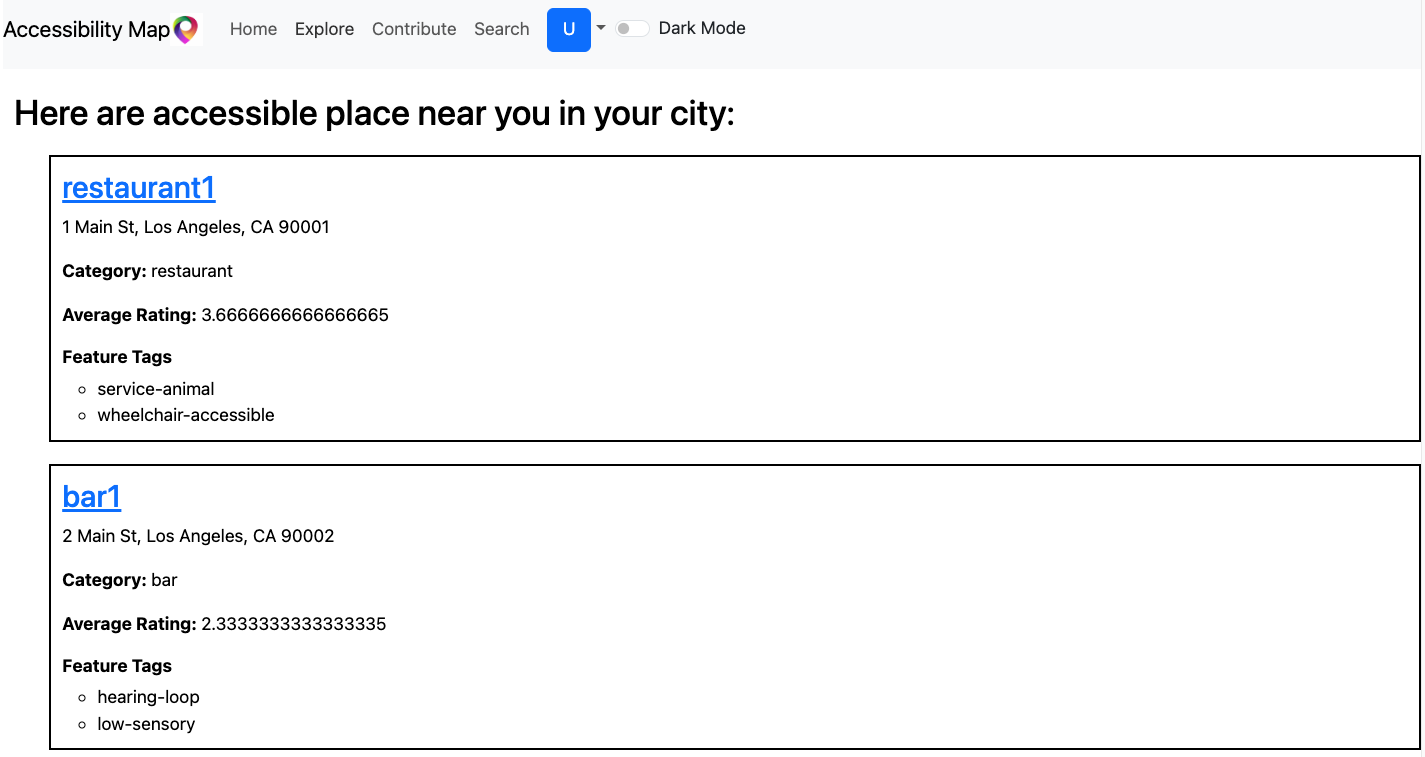 Accessibility Map Home Explore Contribute Search U Dark Mode
Here are accessible place near you in your city:
restaurant1
1 Main St, Los Angeles, CA 90001
Category: restaurant
Average Rating: 3.6666666666666665
Feature Tags
service-animal
wheelchair-accessible
bar1
2 Main St, Los Angeles, CA 90002
Category: bar
Average Rating: 2.3333333333333335
Feature Tags
hearing-loop
low-sensory